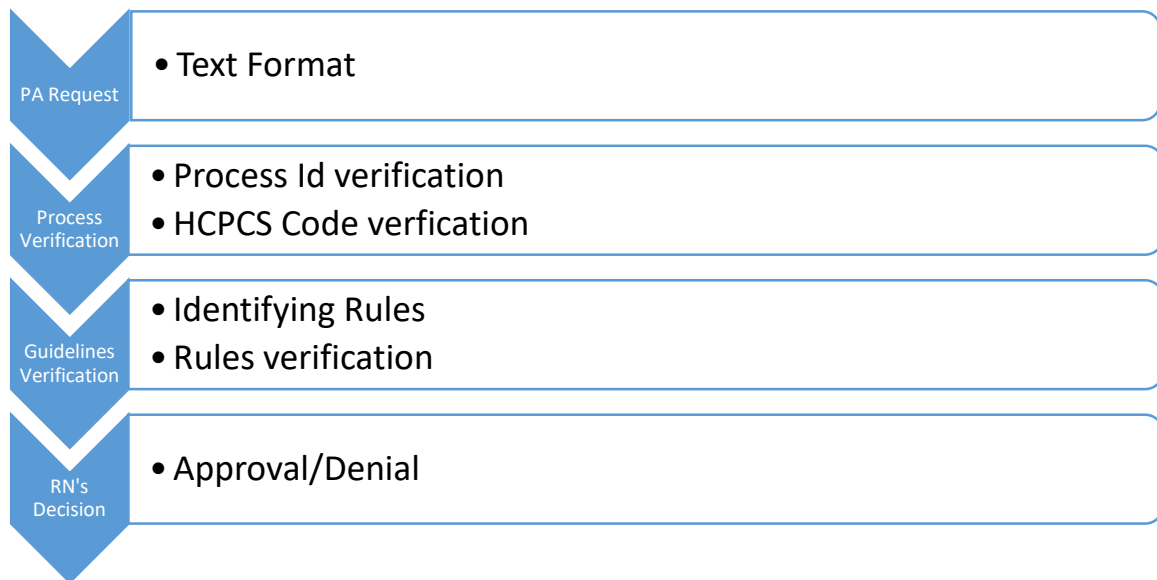 PA Request
• Text Format
Process
Verification
• Process Id verification
• HCPCS Code verfication
Guidelines
Verification
• Identifying Rules
• Rules verification
RN's
Decision
• Approval/Denial